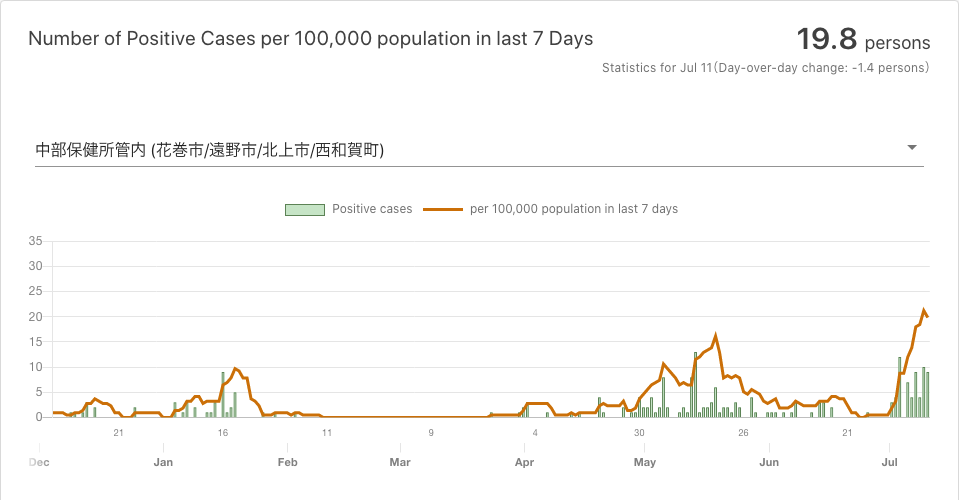 Number of Positive Cases per 100,000 population in last 7 Days
19.8 persons
Statistics for Jul 11(Day-over-day change: -1.4 persons)
中部保健所管内 (花巻市/遠野市/北上市/西和賀町)
Positive cases
per 100,000 population in last 7 days
35
30
25
20
15
10
5
0
21 16 11 9 4 30 26 21
Dec Jan Feb Mar Apr May Jun Jul